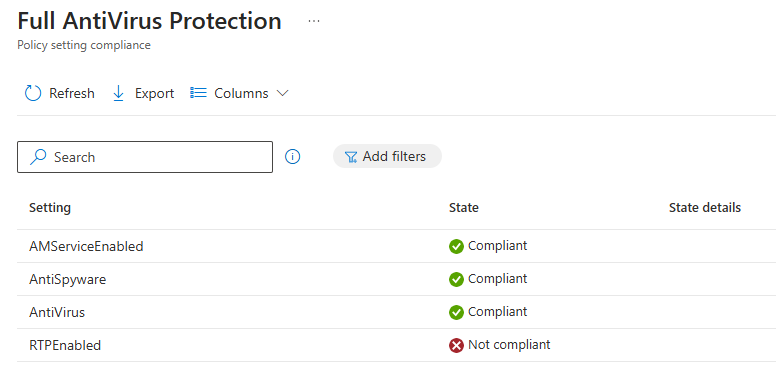 Full AntiVirus Protection ...
Policy setting compliance
Refresh Export Columns
Search Add filters
Setting State State details
AMServiceEnabled Compliant
AntiSpyware Compliant
AntiVirus Compliant
RTPEnabled Not compliant